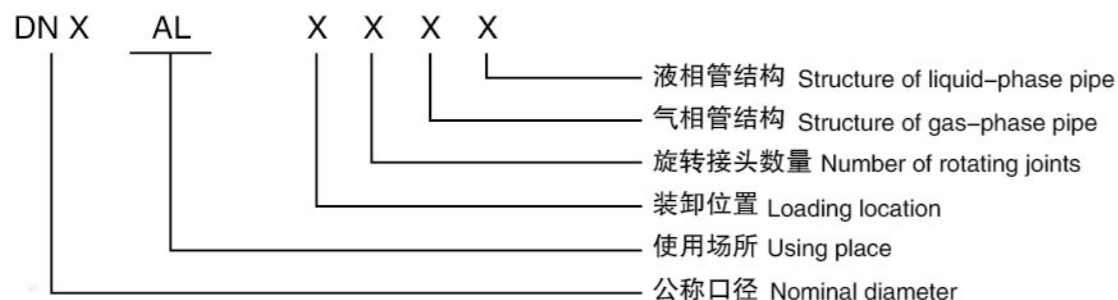 DN X AL X X X X
液相管结构 Structure of liquid-phase pipe
气相管结构 Structure of gas-phase pipe
旋转接头数量 Number of rotating joints
装卸位置 Loading location
使用场所 Using place
公称口径 Nominal diameter